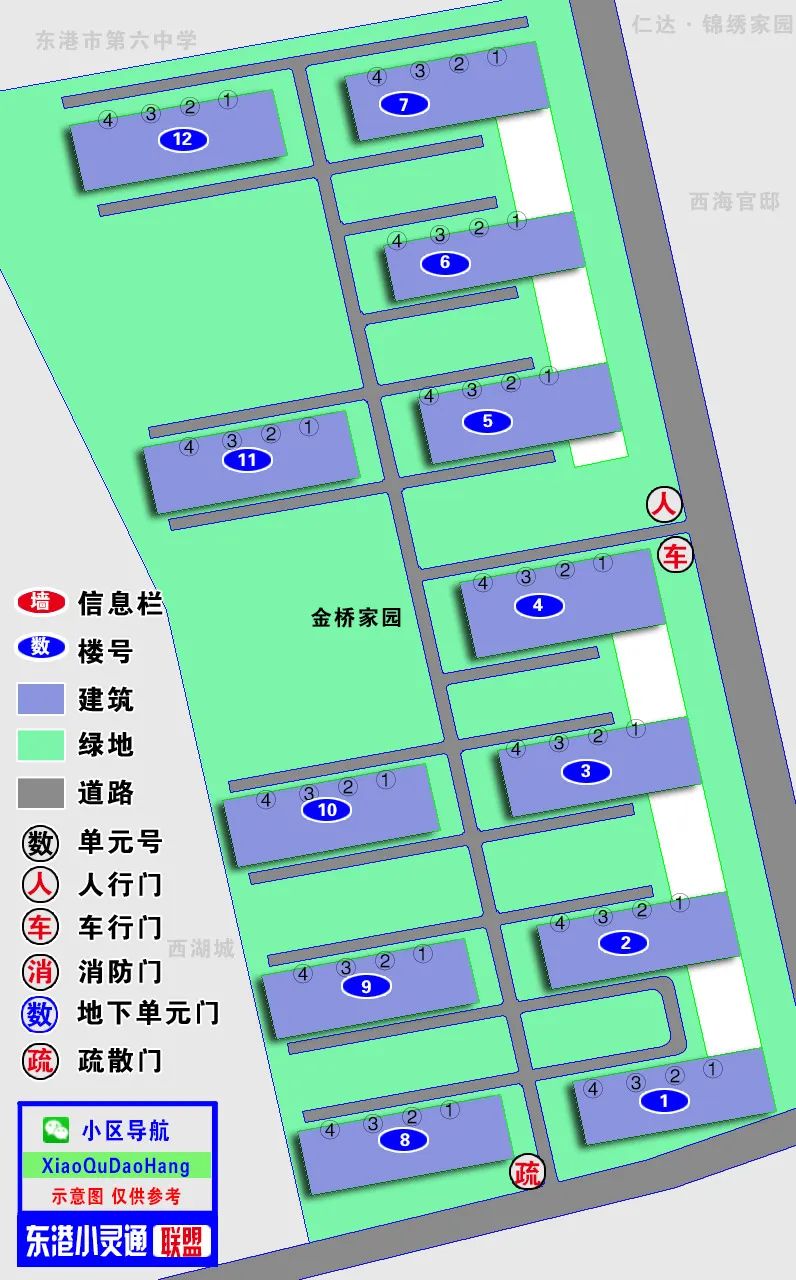 东港市第六中学
仁达·锦绣家园
西海官邸
4 3 2 1
7
4 3 2 1
12
4 3 2 1
6
4 3 2 1
5
4 3 2 1
11
人
车
4 3 2 1
4
金桥家园
墙 信息栏
数 楼号
建筑
绿地
道路
数 单元号
人 人行门
车 车行门
消 消防门
数 地下单元门
疏 疏散门
4 3 2 1
3
4 3 2 1
10
4 3 2 1
2
西湖城
4 3 2 1
9
4 3 2 1
1
4 3 2 1
8
疏
小区导航
XiaoQuDaoHang
示意图 仅供参考
东港小灵通 联盟